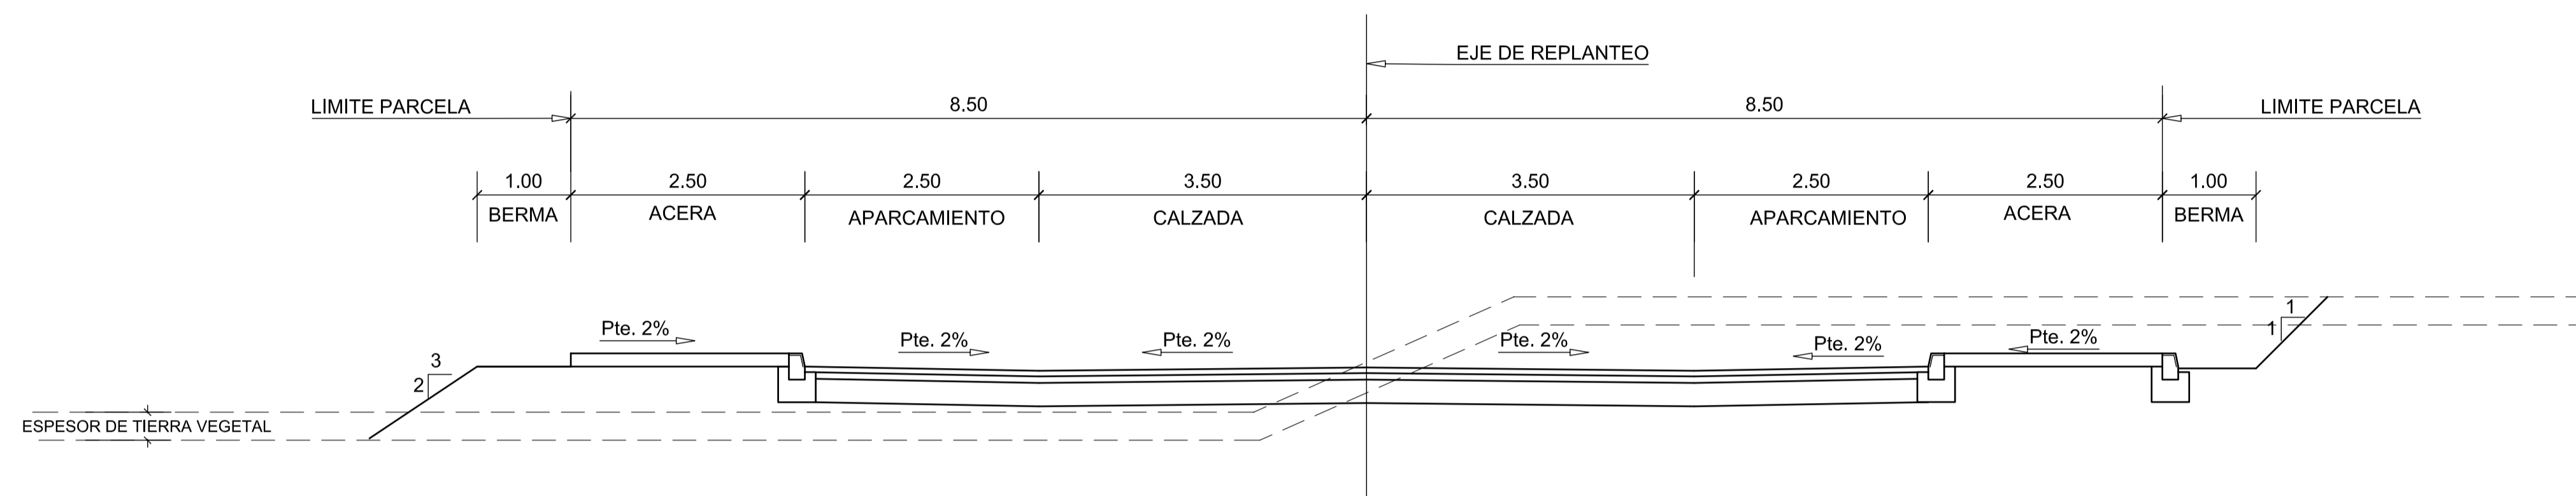 EJE DE REPLANTEO
LIMITE PARCELA 8.50 8.50 LIMITE PARCELA
1.00 2.50 2.50 3.50 3.50 2.50 2.50 1.00
BERMA ACERA APARCAMIENTO CALZADA CALZADA APARCAMIENTO ACERA BERMA
1
1
Pte. 2% Pte. 2% Pte. 2% Pte. 2% Pte. 2% Pte. 2%
3
2
ESPESOR DE TIERRA VEGETAL